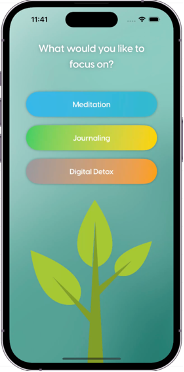 11:41
What would you like to
focus on?
Meditation
Journaling
Digital Detox